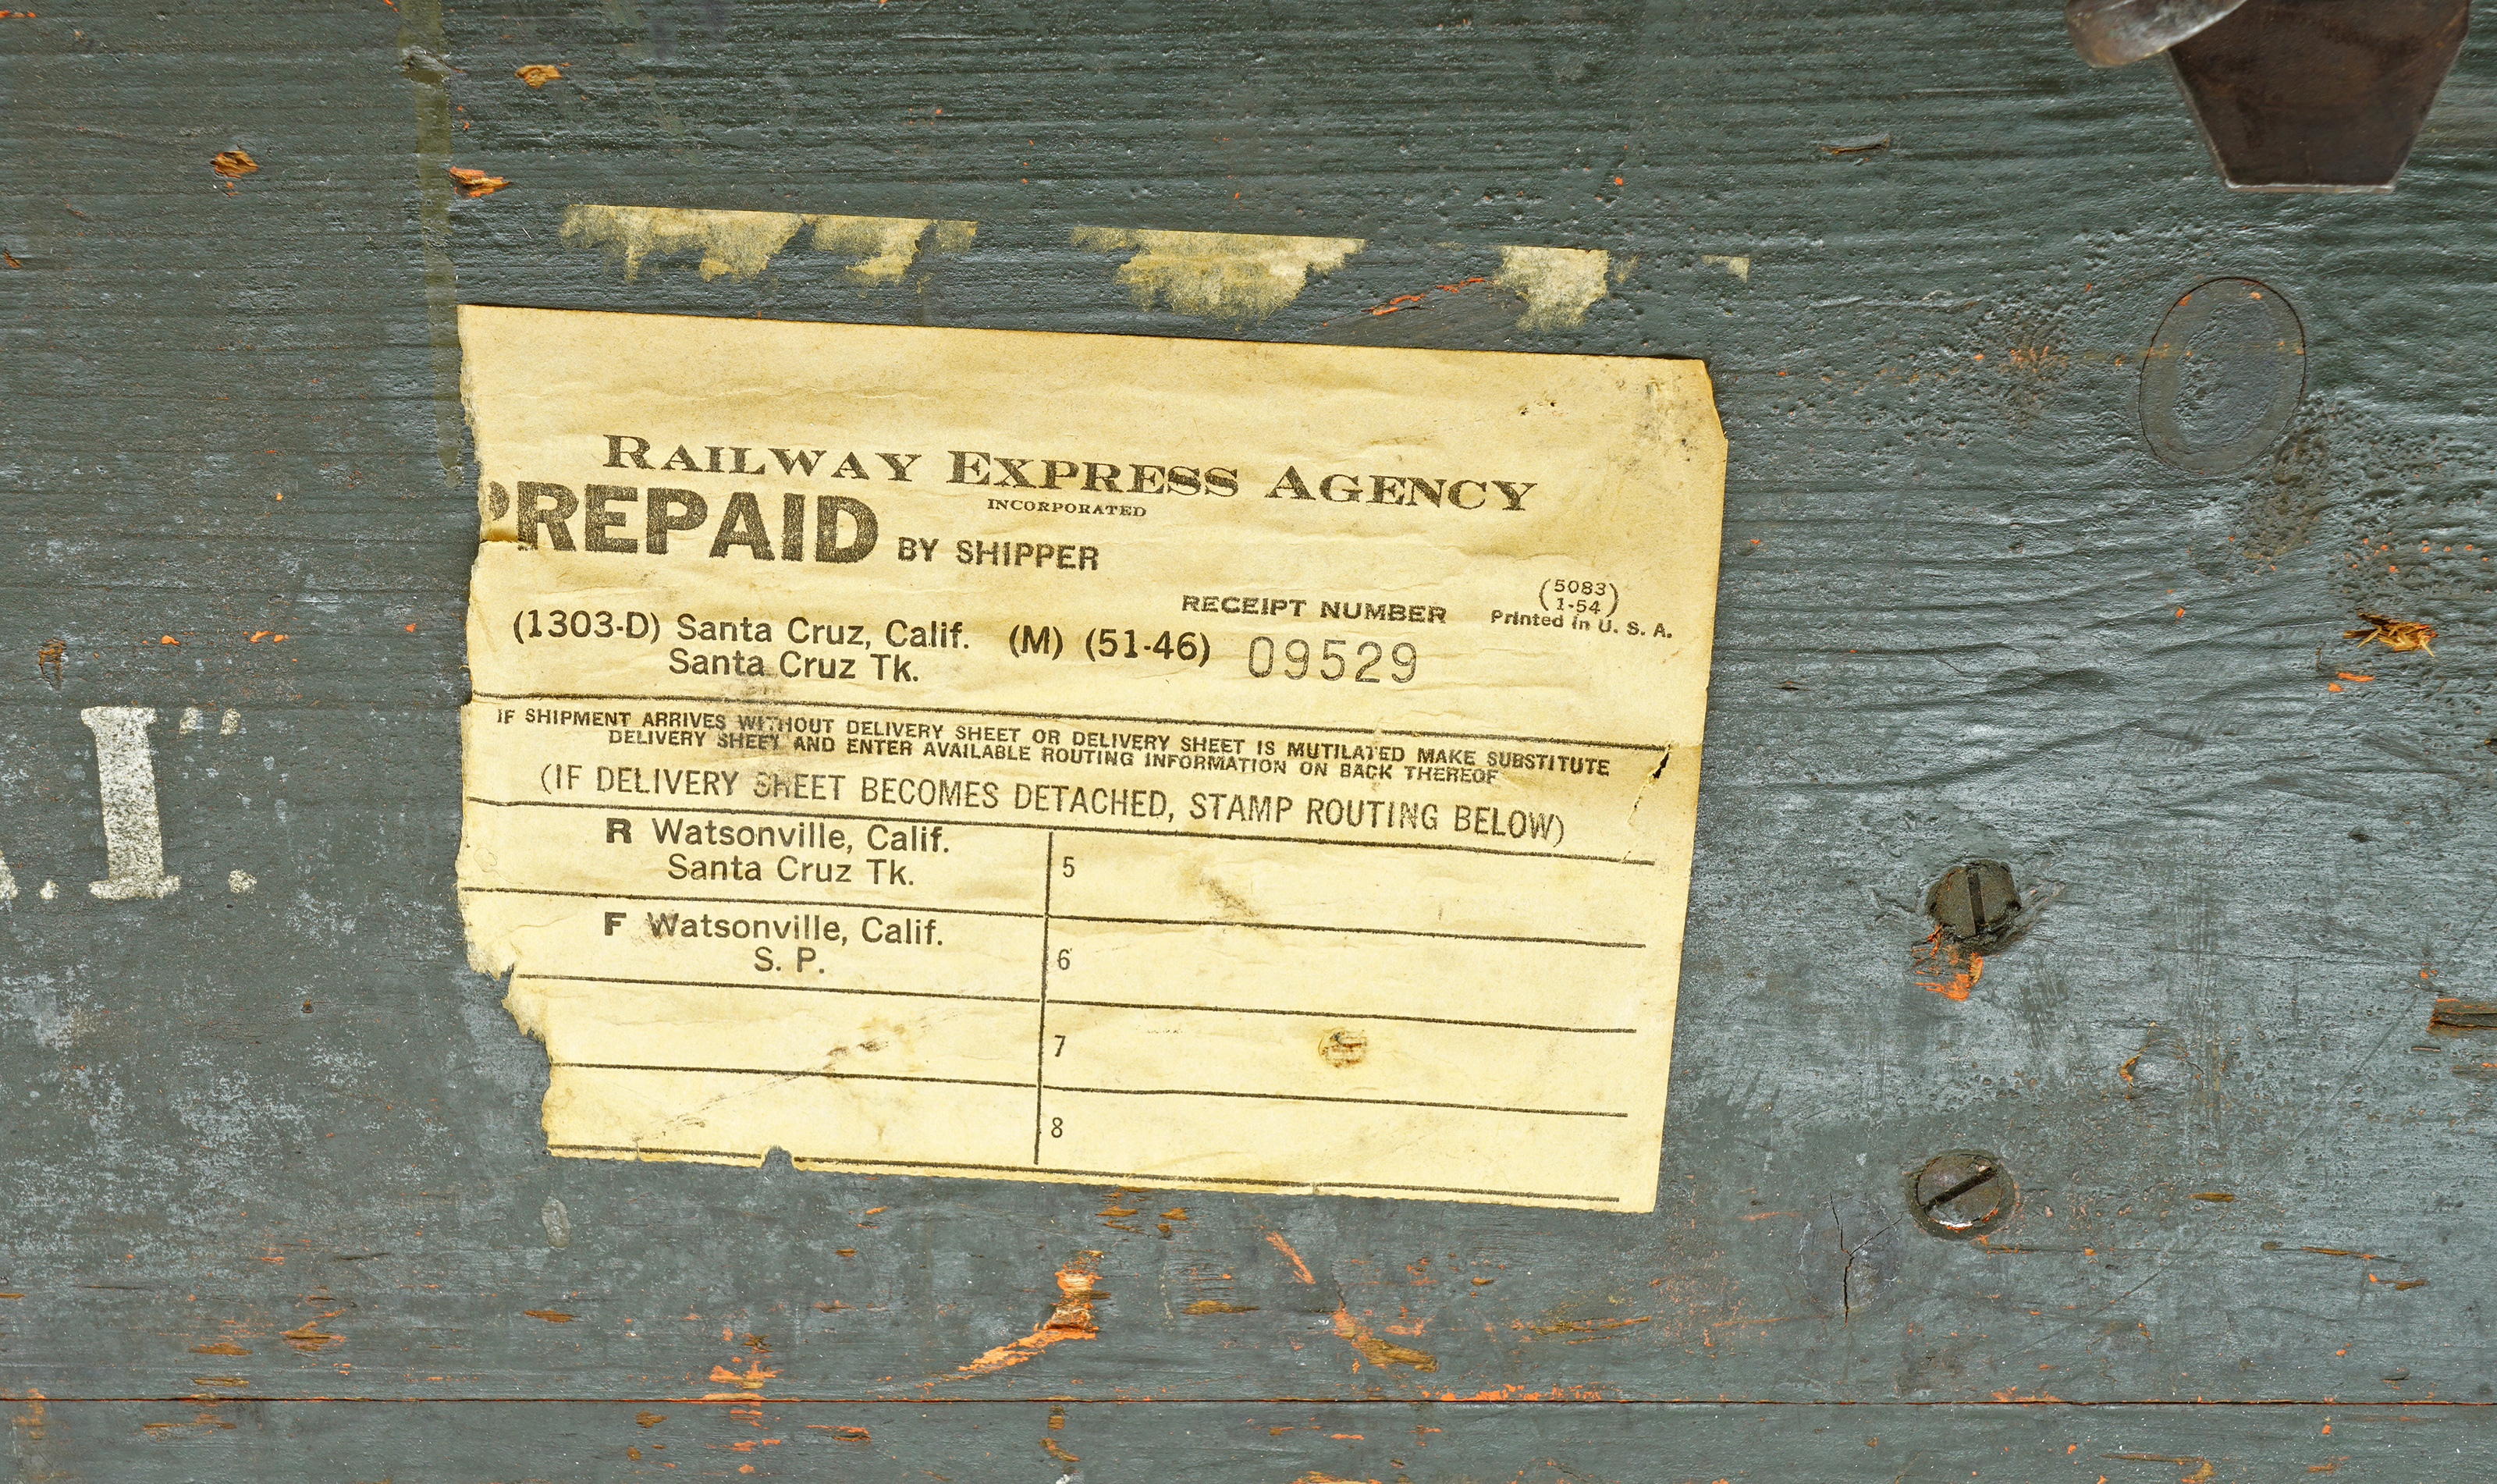 RAILWAY EXPRESS AGENCY
INCORPORATED
PREPAID BY SHIPPER
RECEIPT NUMBER
(5083)
(1-54)
Printed in U. S. A.
(1303-D) Santa Cruz, Calif. (M) (51-46) 09529
Santa Cruz Tk.
IF SHIPMENT ARRIVES WITHOUT DELIVERY SHEET OR DELIVERY SHEET IS MUTILATED MAKE SUBSTITUTE
DELIVERY SHEET AND ENTER AVAILABLE ROUTING INFORMATION ON BACK THEREOF
(IF DELIVERY SHEET BECOMES DETACHED, STAMP ROUTING BELOW)
R Watsonville, Calif.
Santa Cruz Tk.
F Watsonville, Calif.
S. P.
5
6
7
8
.I".